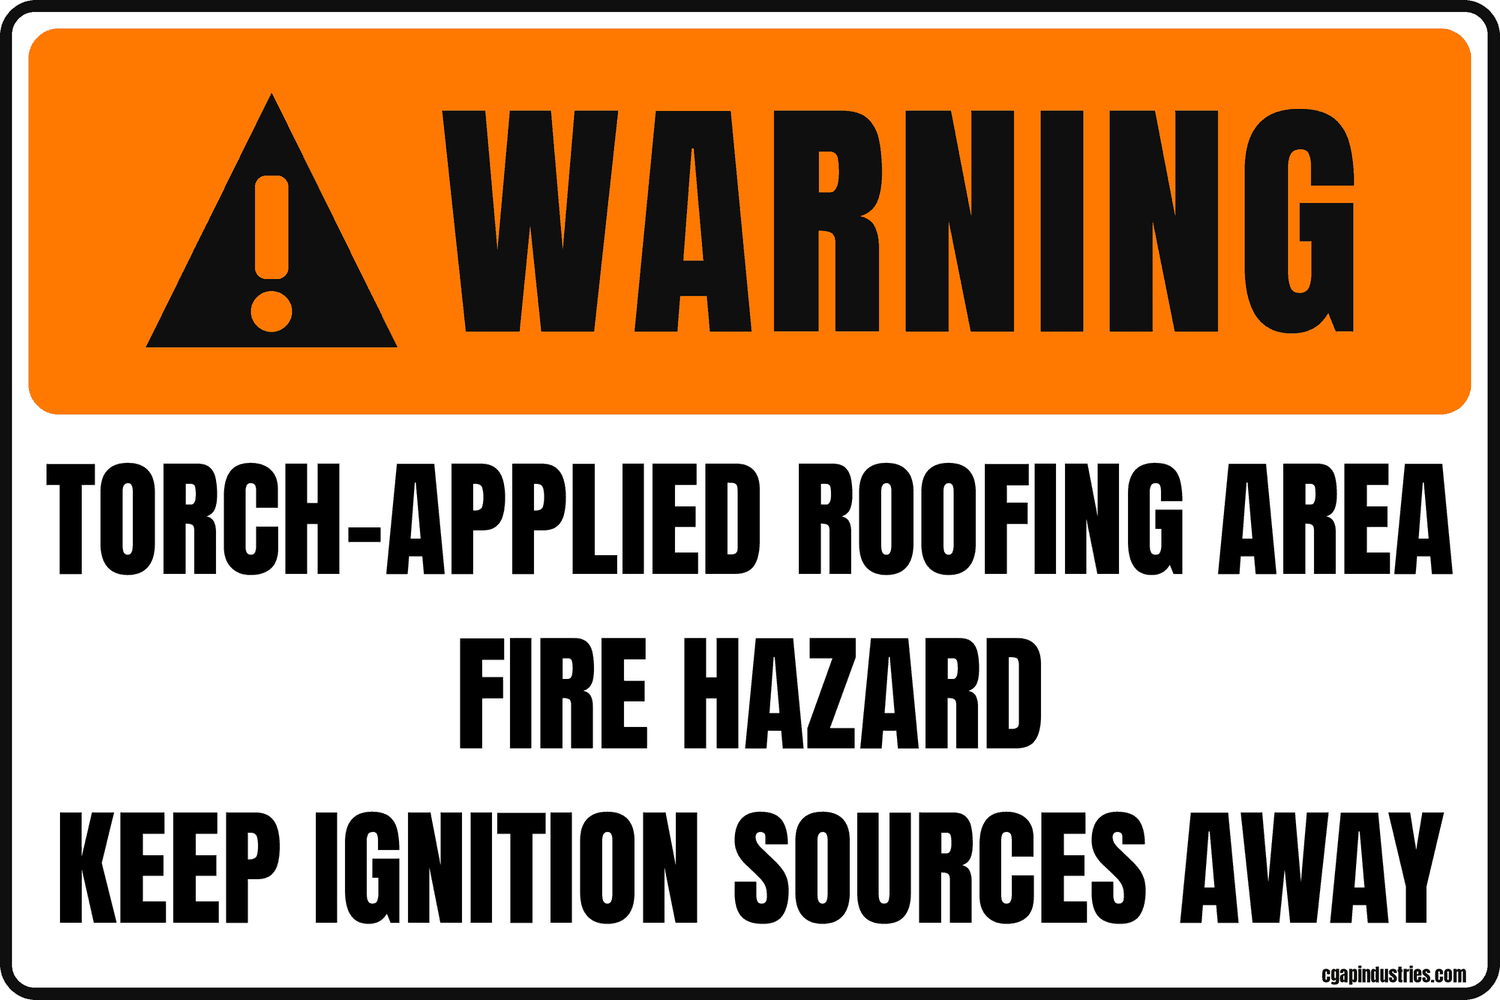 WARNING
TORCH-APPLIED ROOFING AREA
FIRE HAZARD
KEEP IGNITION SOURCES AWAY
cgapindustries.com